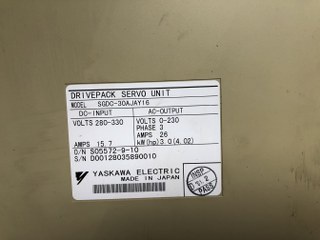 DRIVEPACK SERVO UNIT
MODEL SGDC-30AJAY16
DC-INPUT AC-OUTPUT
VOLTS 280-330 VOLTS 0-230
PHASE 3
AMPS 26
AMPS 15.7 kW(hp) 3.0(4.02)
O/N S05572-9-10
S/N D00128035890010
YASKAWA ELECTRIC
MADE IN JAPAN
INSP
PASS